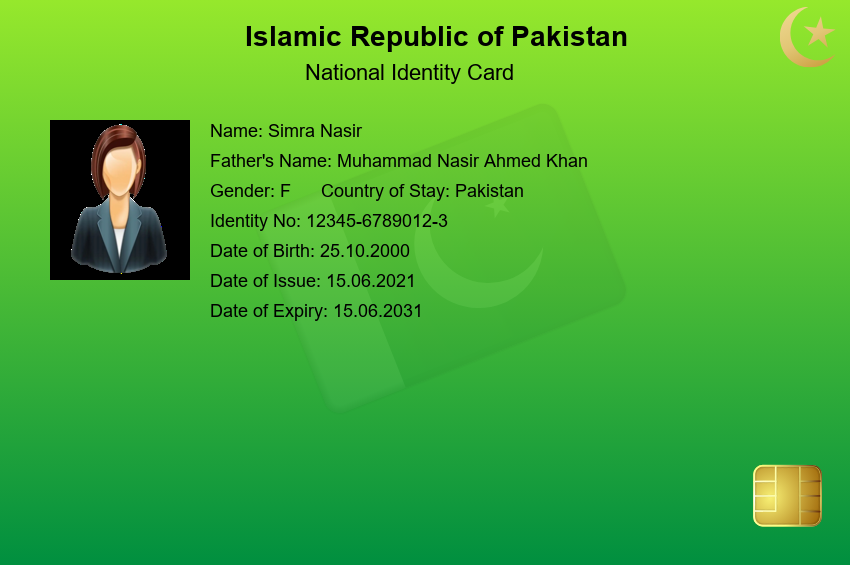 Islamic Republic of Pakistan
National Identity Card
Name: Simra Nasir
Father's Name: Muhammad Nasir Ahmed Khan
Gender: F Country of Stay: Pakistan
Identity No: 12345-6789012-3
Date of Birth: 25.10.2000
Date of Issue: 15.06.2021
Date of Expiry: 15.06.2031